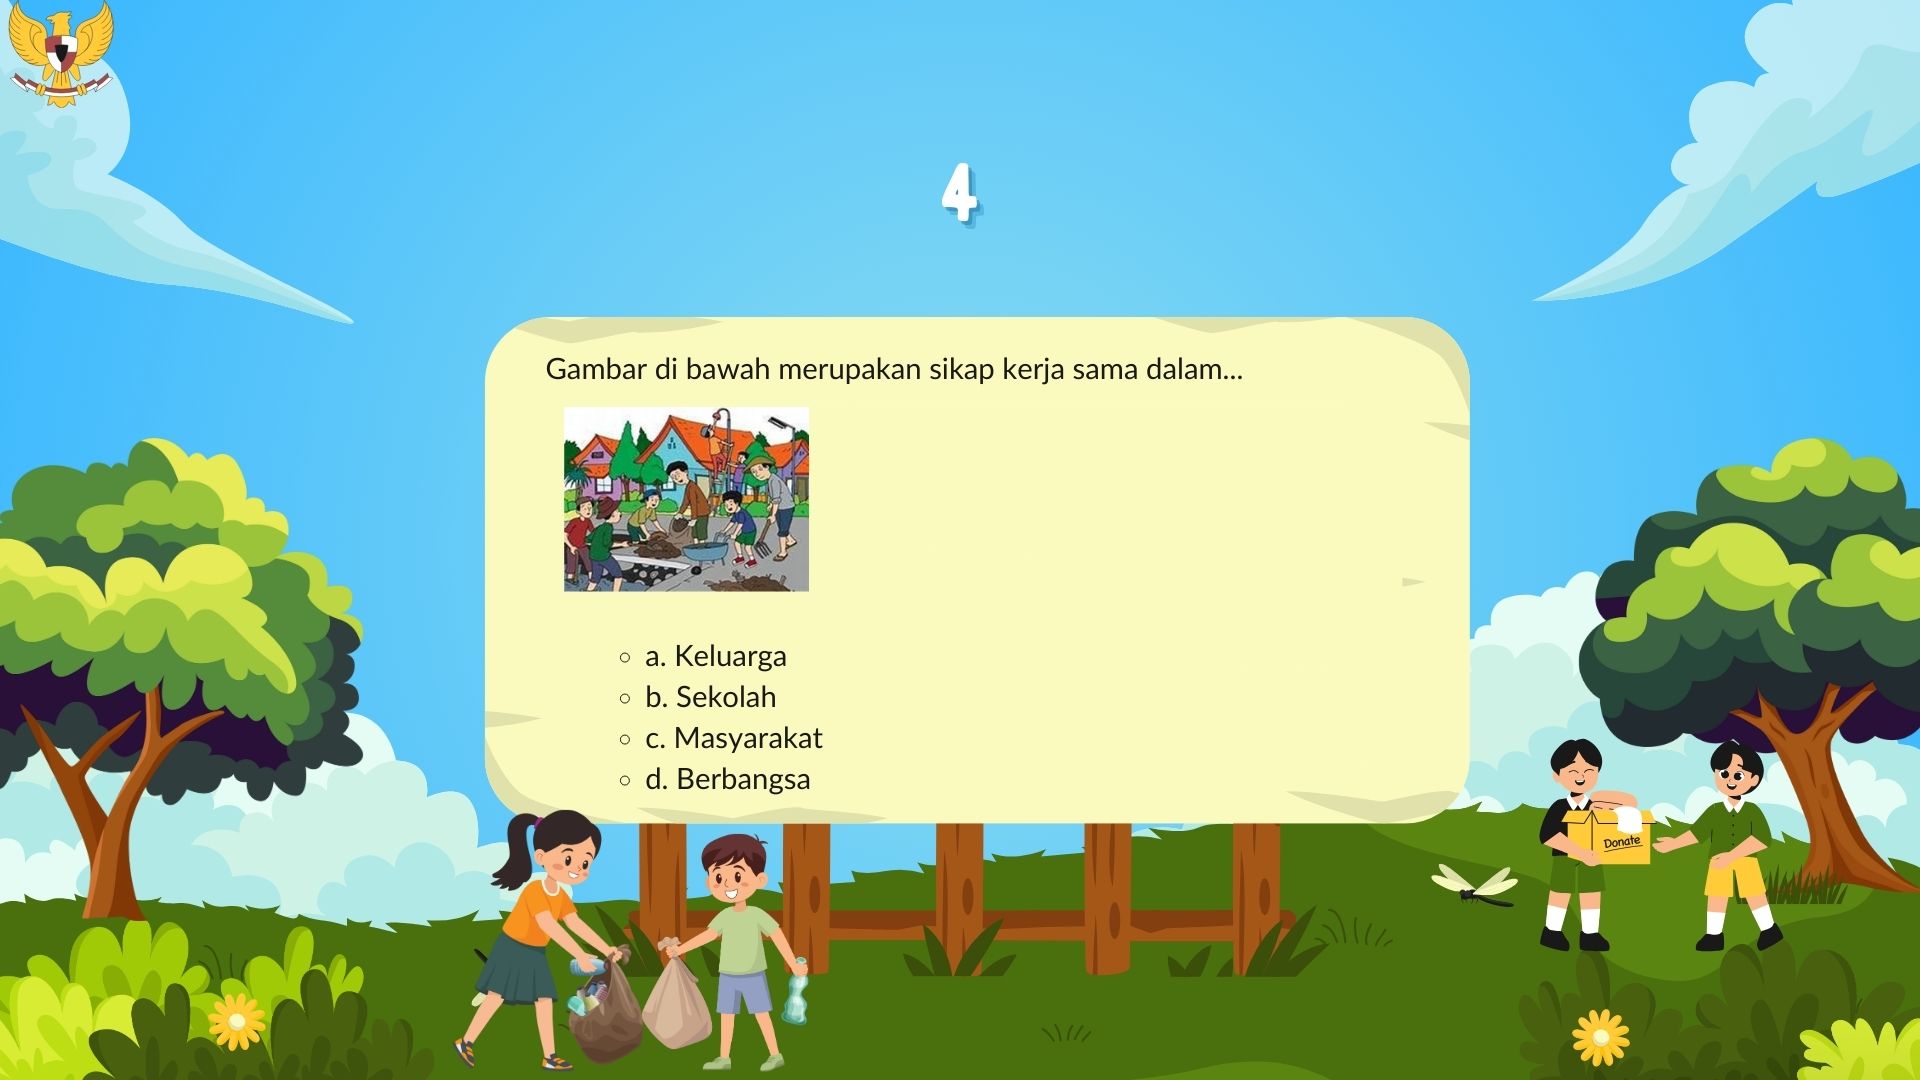 4
Gambar di bawah merupakan sikap kerja sama dalam...
a. Keluarga
b. Sekolah
c. Masyarakat
d. Berbangsa
Donate